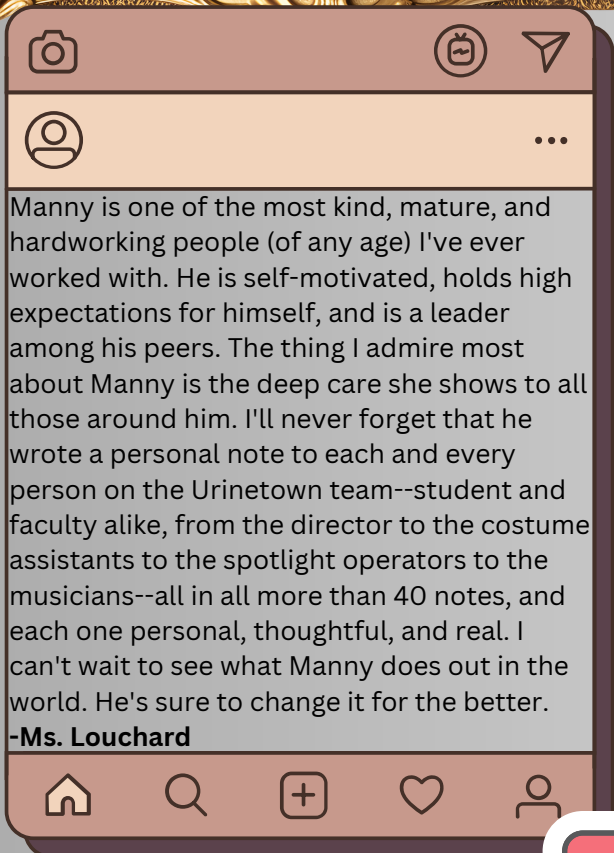 Manny is one of the most kind, mature, and
hardworking people (of any age) I've ever
worked with. He is self-motivated, holds high
expectations for himself, and is a leader
among his peers. The thing I admire most
about Manny is the deep care she shows to all
those around him. I'll never forget that he
wrote a personal note to each and every
person on the Urinetown team--student and
faculty alike, from the director to the costume
assistants to the spotlight operators to the
musicians--all in all more than 40 notes, and
each one personal, thoughtful, and real. I
can't wait to see what Manny does out in the
world. He's sure to change it for the better.
-Ms. Louchard